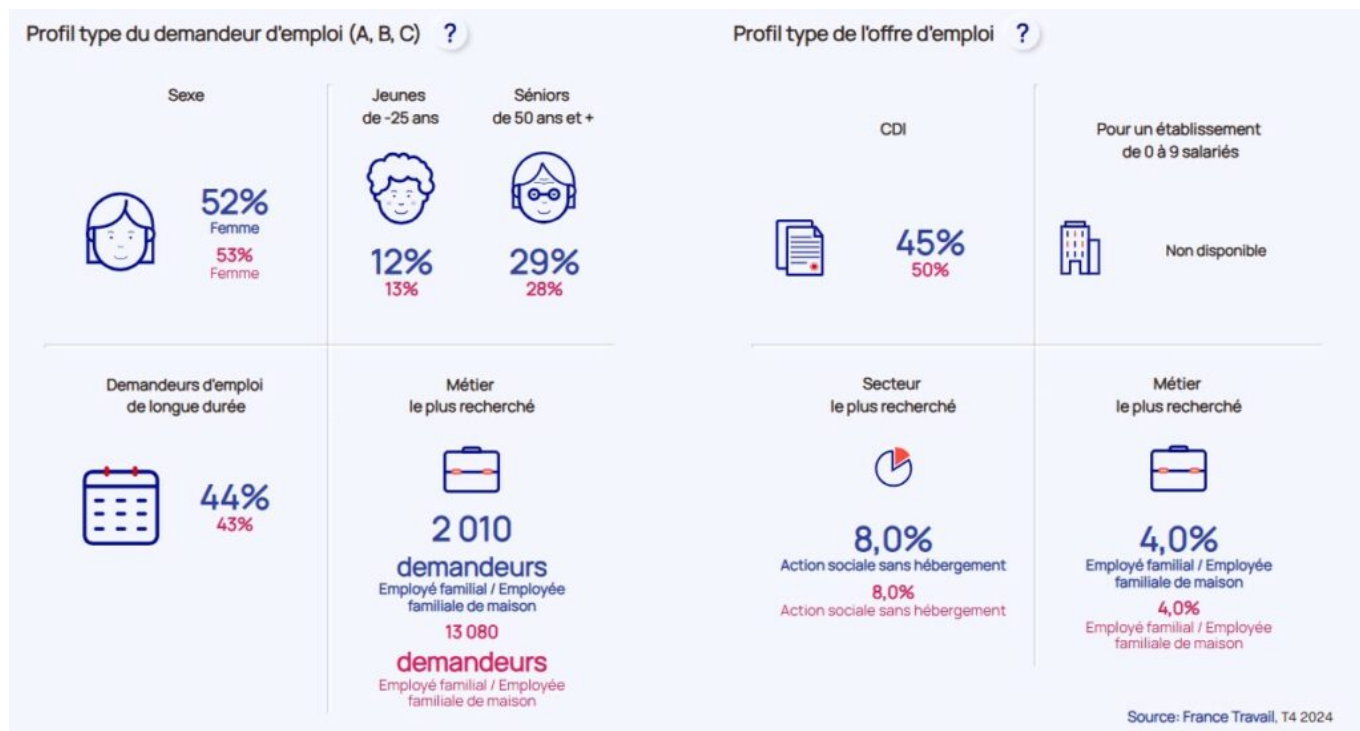 Profil type du demandeur d'emploi (A, B, C) ?
Sexe
52%
Femme
53%
Femme
Jeunes
de -25 ans
12%
13%
Séniors
de 50 ans et +
29%
28%
Demandeurs d'emploi
de longue durée
44%
43%
Métier
le plus recherché
2 010
demandeurs
Employé familial / Employée
familiale de maison
13 080
demandeurs
Employé familial / Employée
familiale de maison
Profil type de l'offre d'emploi ?
CDI
45%
50%
Pour un établissement
de 0 à 9 salariés
Non disponible
Secteur
le plus recherché
8,0%
Action sociale sans hébergement
8,0%
Action sociale sans hébergement
Métier
le plus recherché
4,0%
Employé familial / Employée
familiale de maison
4,0%
Employé familial / Employée
familiale de maison
Source: France Travail, T4 2024